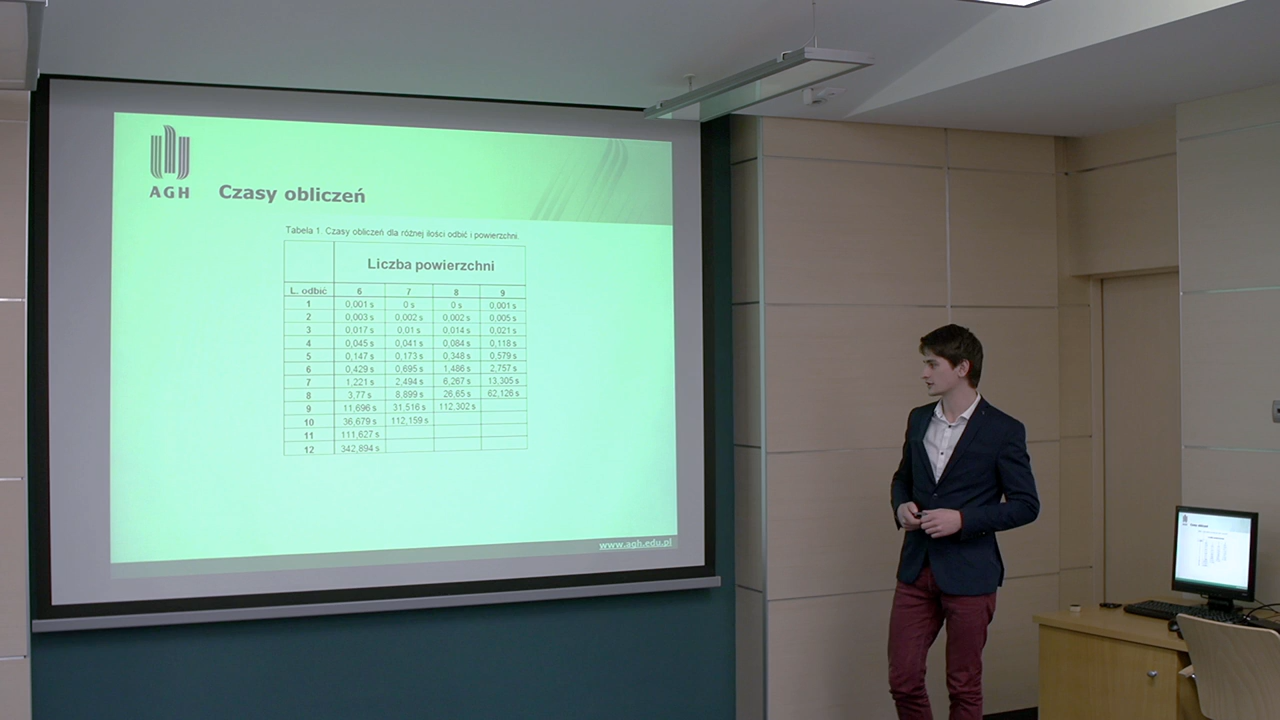 AGH
Czasy obliczeń
Tabela 1. Czasy obliczeń dla różnej ilości odbić i powierzchni.
Liczba powierzchni
L. odbić 6 7 8 9
1 0,001 s 0 s 0 s 0,001 s
2 0,003 s 0,002 s 0,002 s 0,005 s
3 0,017 s 0,01 s 0,014 s 0,021 s
4 0,045 s 0,041 s 0,084 s 0,118 s
5 0,147 s 0,173 s 0,348 s 0,579 s
6 0,429 s 0,695 s 1,486 s 2,757 s
7 1,221 s 2,494 s 6,267 s 13,305 s
8 3,77 s 8,899 s 26,65 s 62,126 s
9 11,696 s 31,516 s 112,302 s
10 36,679 s 112,159 s
11 111,627 s
12 342,894 s
www.agh.edu.pl